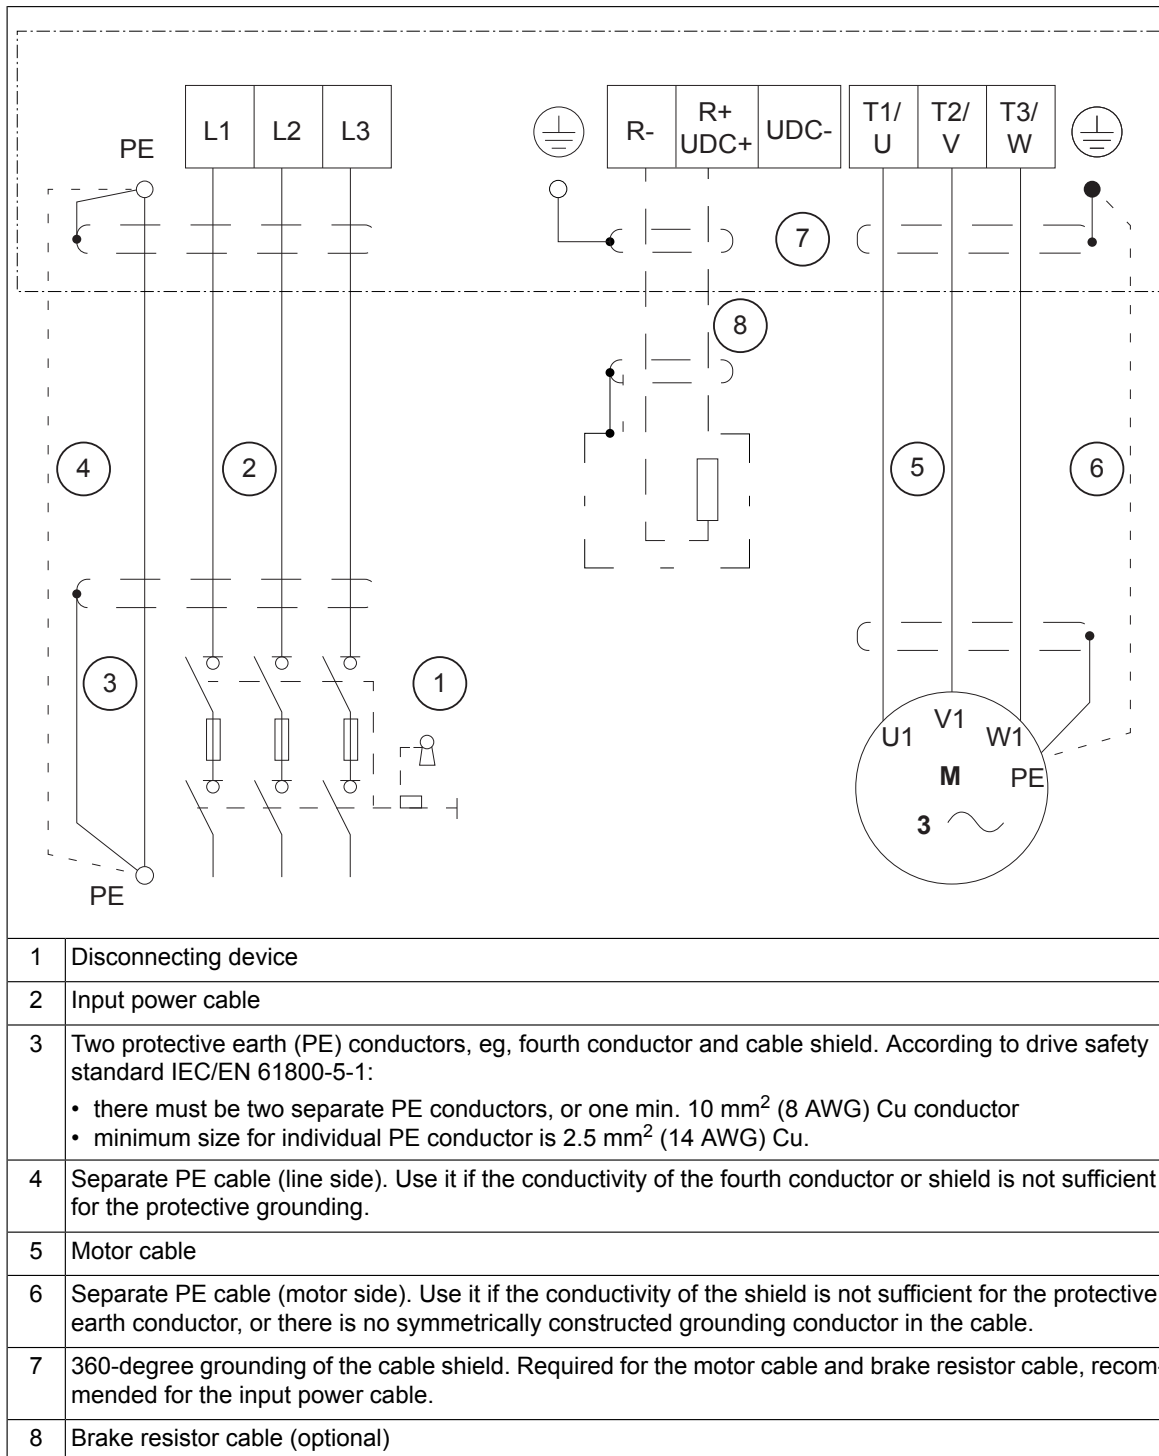 PE
L1 L2 L3
R- R+ UDC+ UDC-
T1/ U T2/ V T3/ W
7
8
4
2
5
6
3
1
U1 V1 W1
M PE
3
PE
1 Disconnecting device
2 Input power cable
3 Two protective earth (PE) conductors, eg, fourth conductor and cable shield. According to drive safety
standard IEC/EN 61800-5-1:
• there must be two separate PE conductors, or one min. 10 mm² (8 AWG) Cu conductor
• minimum size for individual PE conductor is 2.5 mm² (14 AWG) Cu.
4 Separate PE cable (line side). Use it if the conductivity of the fourth conductor or shield is not sufficient
for the protective grounding.
5 Motor cable
6 Separate PE cable (motor side). Use it if the conductivity of the shield is not sufficient for the protective
earth conductor, or there is no symmetrically constructed grounding conductor in the cable.
7 360-degree grounding of the cable shield. Required for the motor cable and brake resistor cable, recom-
mended for the input power cable.
8 Brake resistor cable (optional)